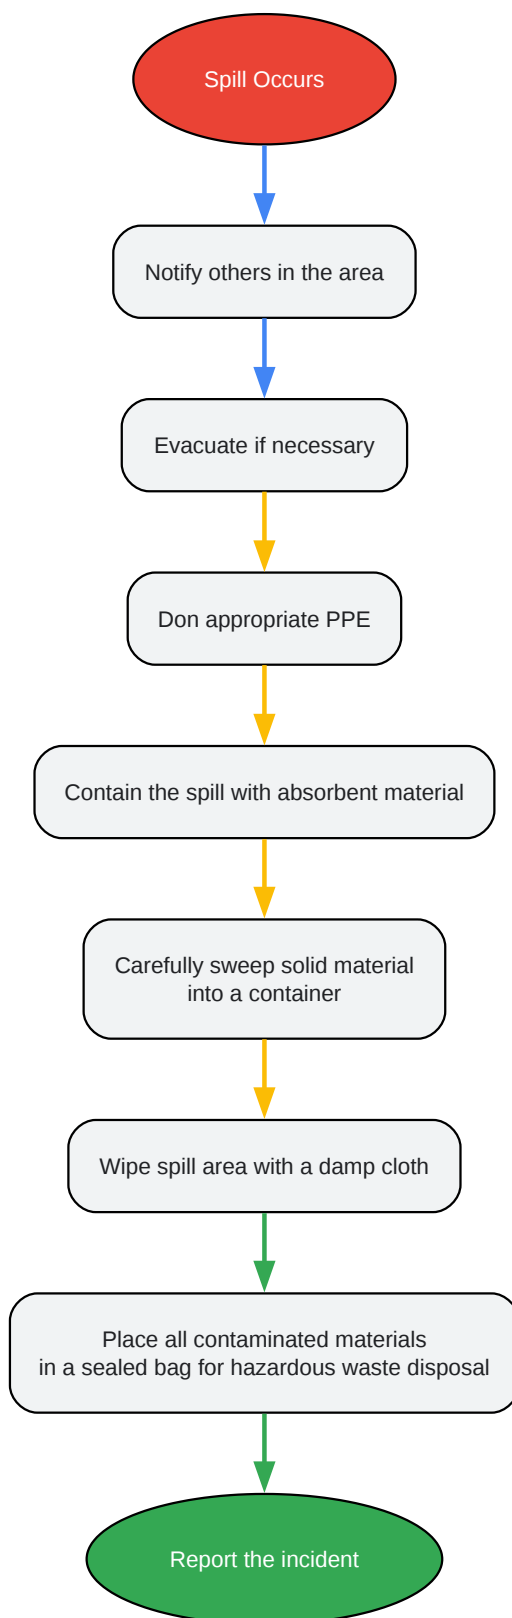 Spill Occurs
Notify others in the area
Evacuate if necessary
Don appropriate PPE
Contain the spill with absorbent material
Carefully sweep solid material
into a container
Wipe spill area with a damp cloth
Place all contaminated materials
in a sealed bag for hazardous waste disposal
Report the incident